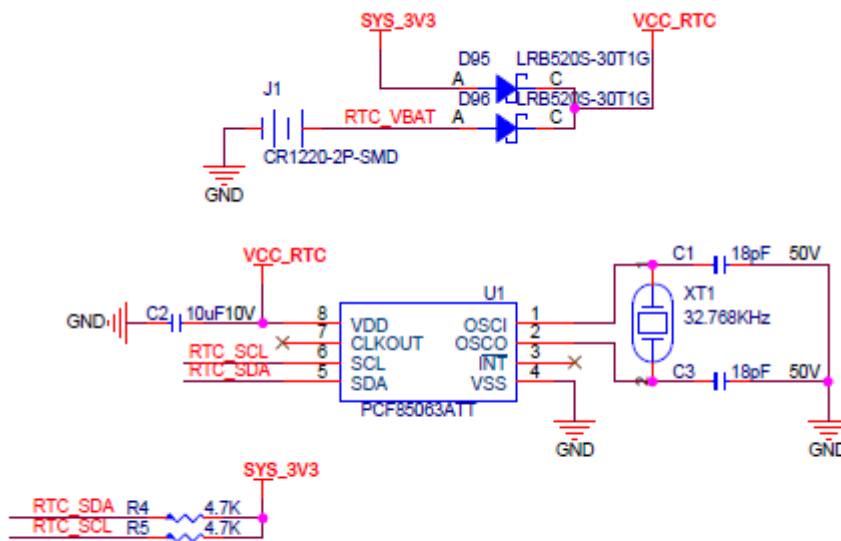 SYS_3V3 VCC_RTC
D95 LRB520S-30T1G
A C
J1 D96 LRB520S-30T1G
RTC_VBAT A C
CR1220-2P-SMD
GND
VCC_RTC
C1 18pF 50V
U1
XT1
GND C2 10uF10V 8 VDD OSCI 1
32.768KHz
7 CLKOUT OSCO 2
RTC_SCL 6 SCL INT 3
RTC_SDA 5 SDA VSS 4
1
2
C3 18pF 50V
PCF85063ATT
GND GND
SYS_3V3
RTC_SDA R4 4.7K
RTC_SCL R5 4.7K